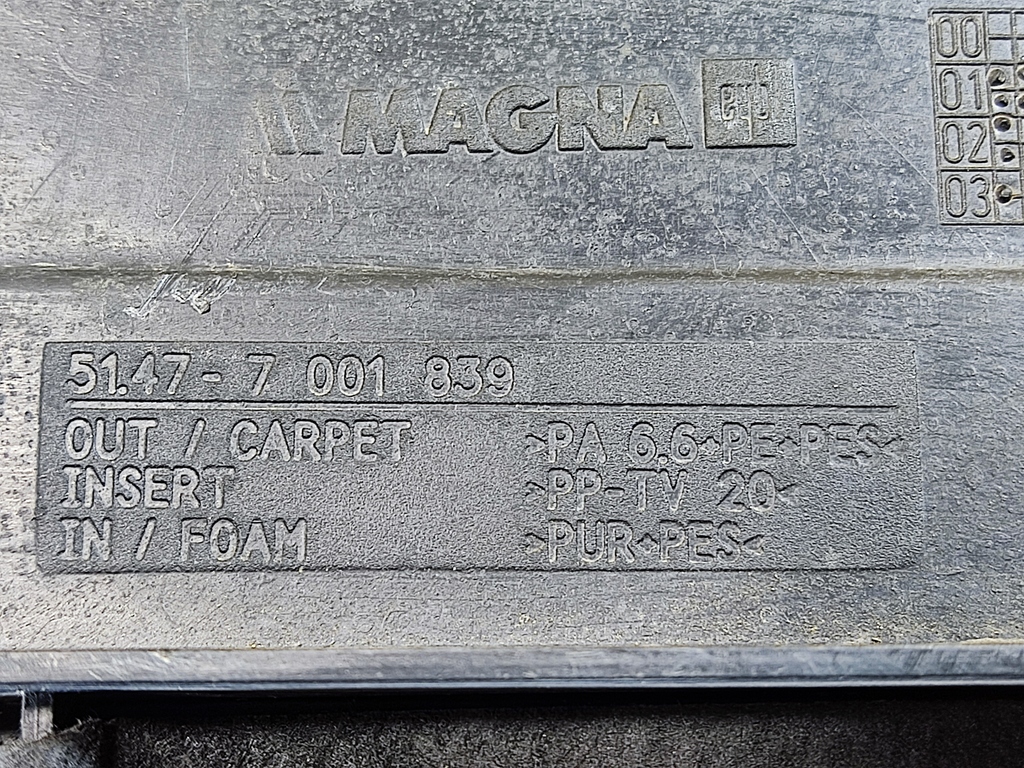 MAGNA
00
01
02
03
51.47 - 7 001 839
OUT / CARPET >PA 6.6+PE+PES<
INSERT >PP-TV 20<
IN / FOAM >PUR+PES<